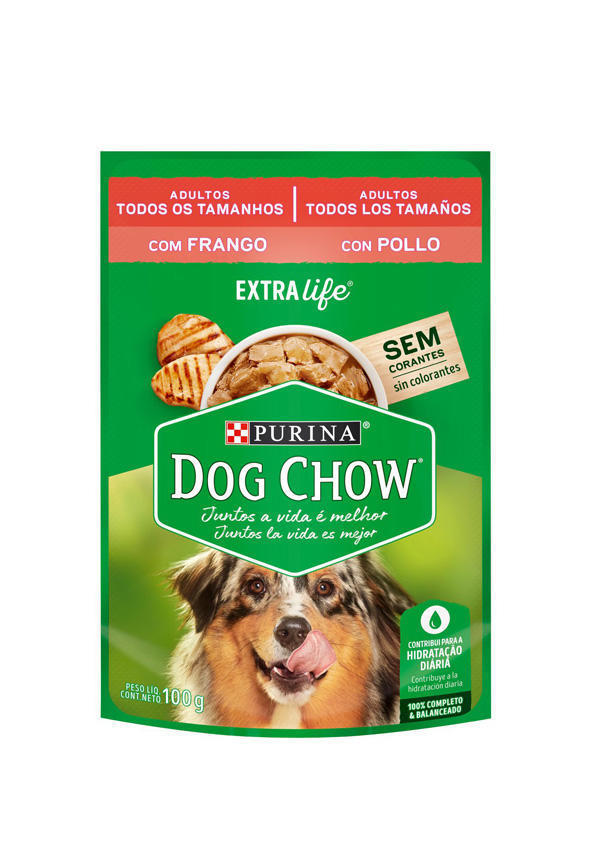 ADULTOS
TODOS OS TAMANHOS
ADULTOS
TODOS LOS TAMAÑOS
COM FRANGO
CON POLLO
EXTRA life®
SEM
CORANTES
sin colorantes
PURINA®
DOG CHOW®
Juntos a vida é melhor
Juntos la vida es mejor
CONTRIBUI PARA A
HIDRATAÇÃO
DIÁRIA
Contribuye a la
hidratación diaria
100% COMPLETO
& BALANCEADO
PESO LÍQ.
CONT. NETO. 100 g